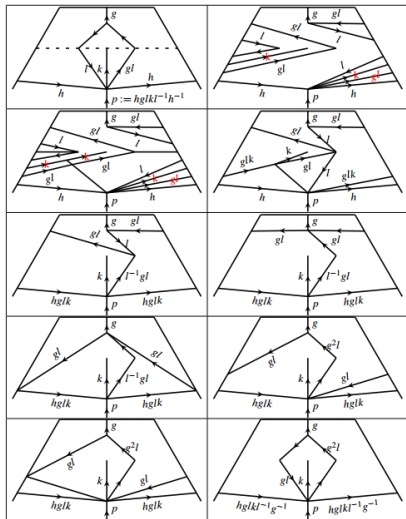 g
l k gl
h h
p := hglkl⁻¹h⁻¹
g gl
gl
l l
k
l
k gl
h h
p
g gl
l gl l
k k
gl gl
l
k gl
h h
p
g gl
gl l
k
glk gl l
glk
h h
p
g
gl l
k l⁻¹gl
hglk hglk
p
g
gl gl
l
k l⁻¹gl
hglk hglk
p
g
gl gl
k l⁻¹gl
hglk hglk
p
g
g²l
gl
k gl
hglk hglk
p
g
g²l
gl
k gl
hglk hglk
p
g
g²l
gl k
hglkl⁻¹g⁻¹ hglkl⁻¹g⁻¹
p